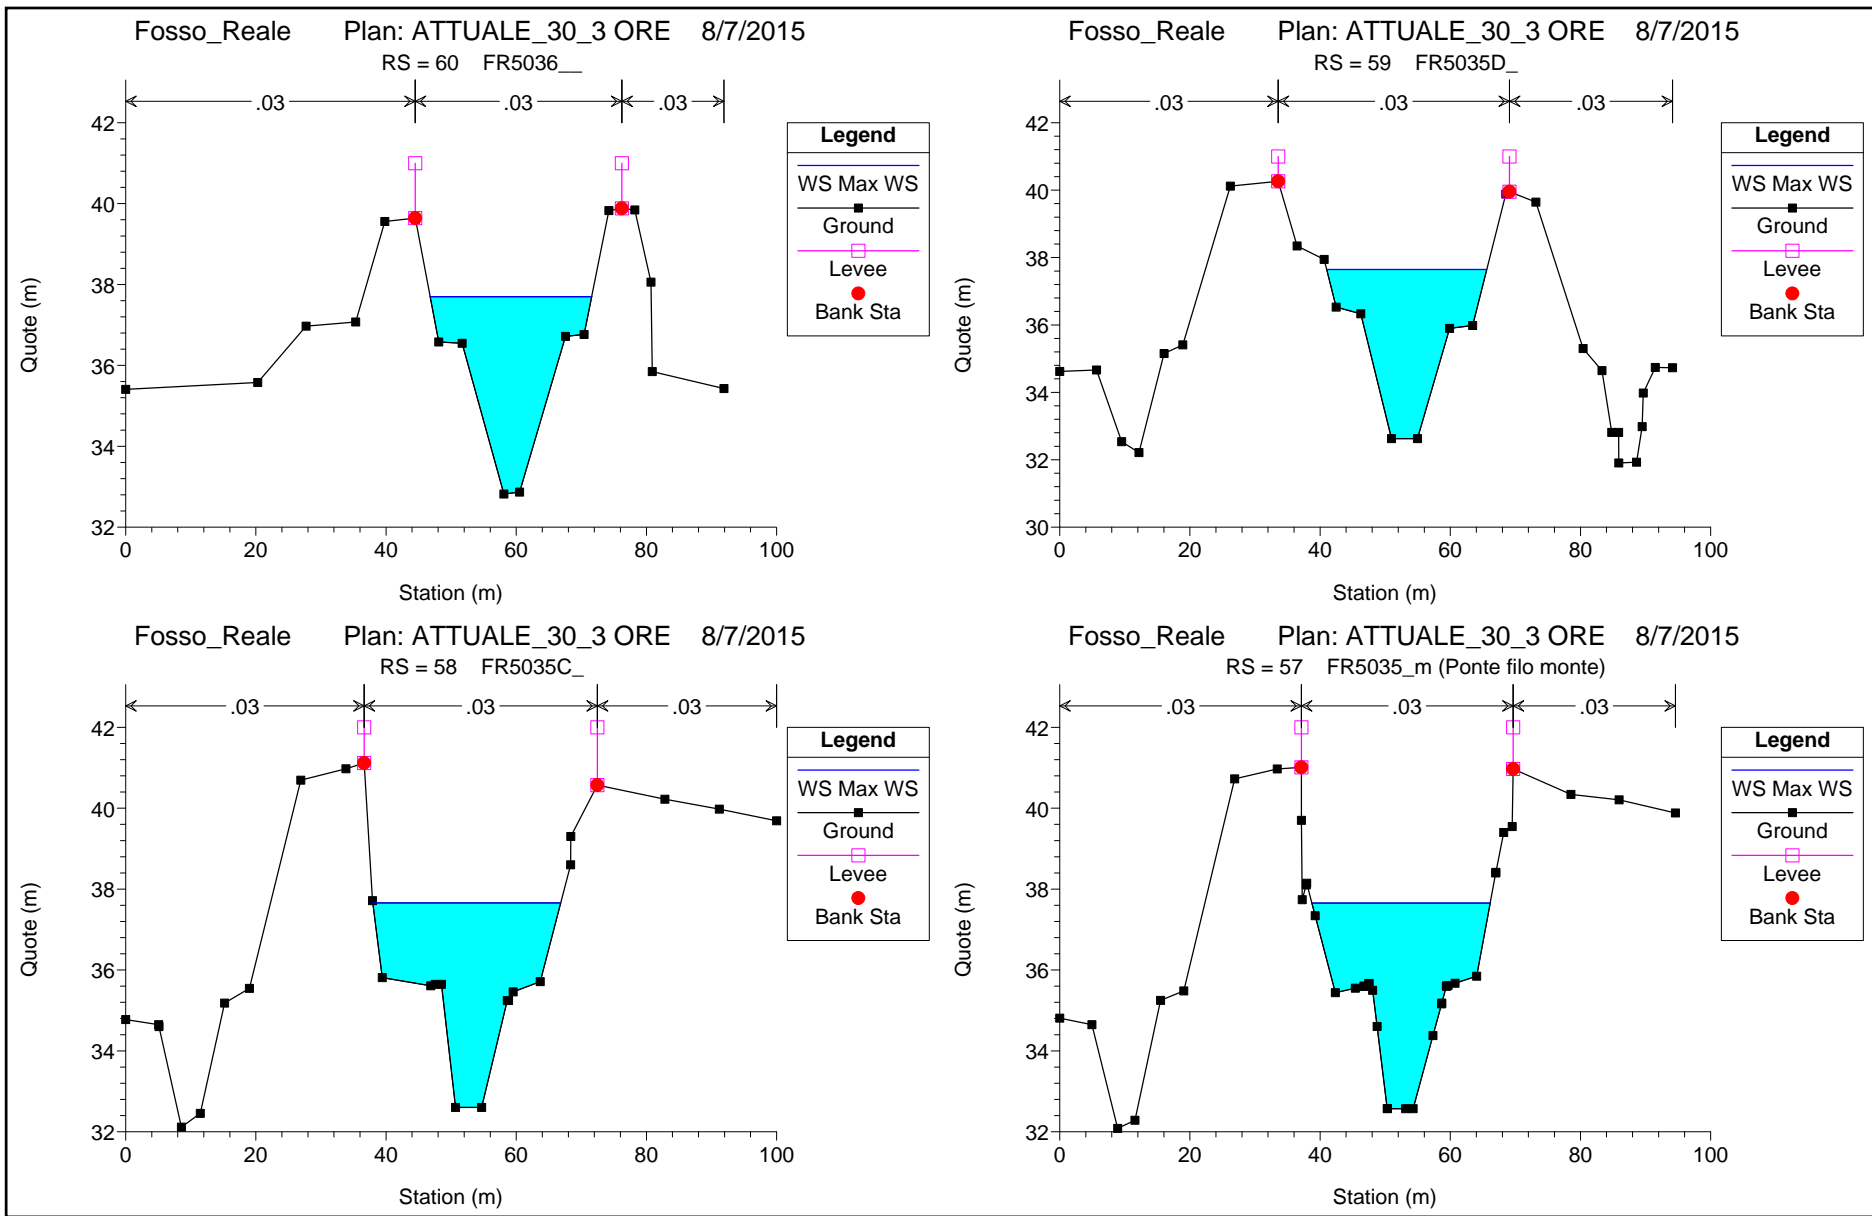 Fosso_Reale Plan: ATTUALE_30_3 ORE 8/7/2015
RS = 60 FR5036__
.03 .03 .03
42
40
38
36
34
32
0 20 40 60 80 100
Quote (m)
Station (m)
Legend
WS Max WS
Ground
Levee
Bank Sta
Fosso_Reale Plan: ATTUALE_30_3 ORE 8/7/2015
RS = 59 FR5035D_
.03 .03 .03
42
40
38
36
34
32
30
0 20 40 60 80 100
Quote (m)
Station (m)
Legend
WS Max WS
Ground
Levee
Bank Sta
Fosso_Reale Plan: ATTUALE_30_3 ORE 8/7/2015
RS = 58 FR5035C_
.03 .03 .03
42
40
38
36
34
32
0 20 40 60 80 100
Quote (m)
Station (m)
Legend
WS Max WS
Ground
Levee
Bank Sta
Fosso_Reale Plan: ATTUALE_30_3 ORE 8/7/2015
RS = 57 FR5035_m (Ponte filo monte)
.03 .03 .03
42
40
38
36
34
32
0 20 40 60 80 100
Quote (m)
Station (m)
Legend
WS Max WS
Ground
Levee
Bank Sta